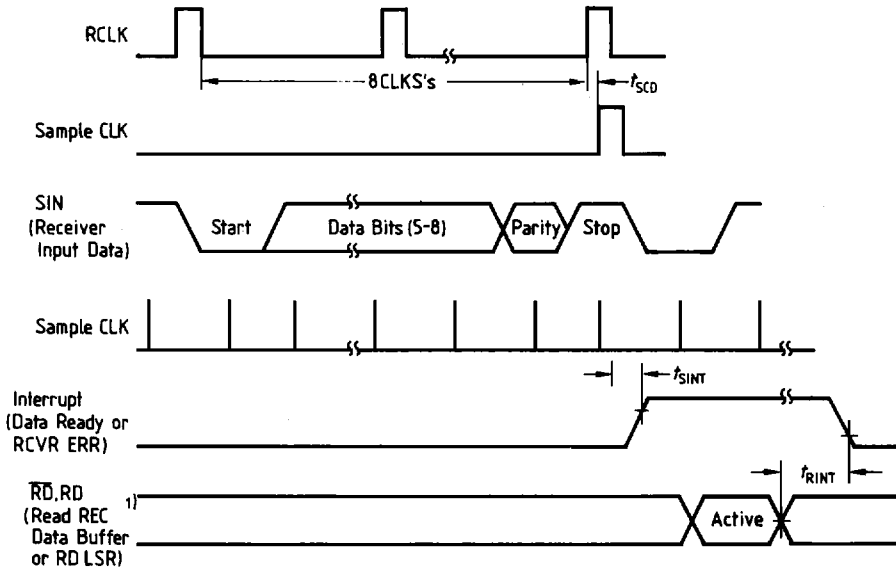 RCLK
8CLKS's
tSCD
Sample CLK
SIN
(Receiver
Input Data)
Start
Data Bits (5-8)
Parity
Stop
Sample CLK
tSINT
Interrupt
(Data Ready or
RCVR ERR)
tRINT
RD,RD 1)
(Read REC
Data Buffer
or RD LSR)
Active